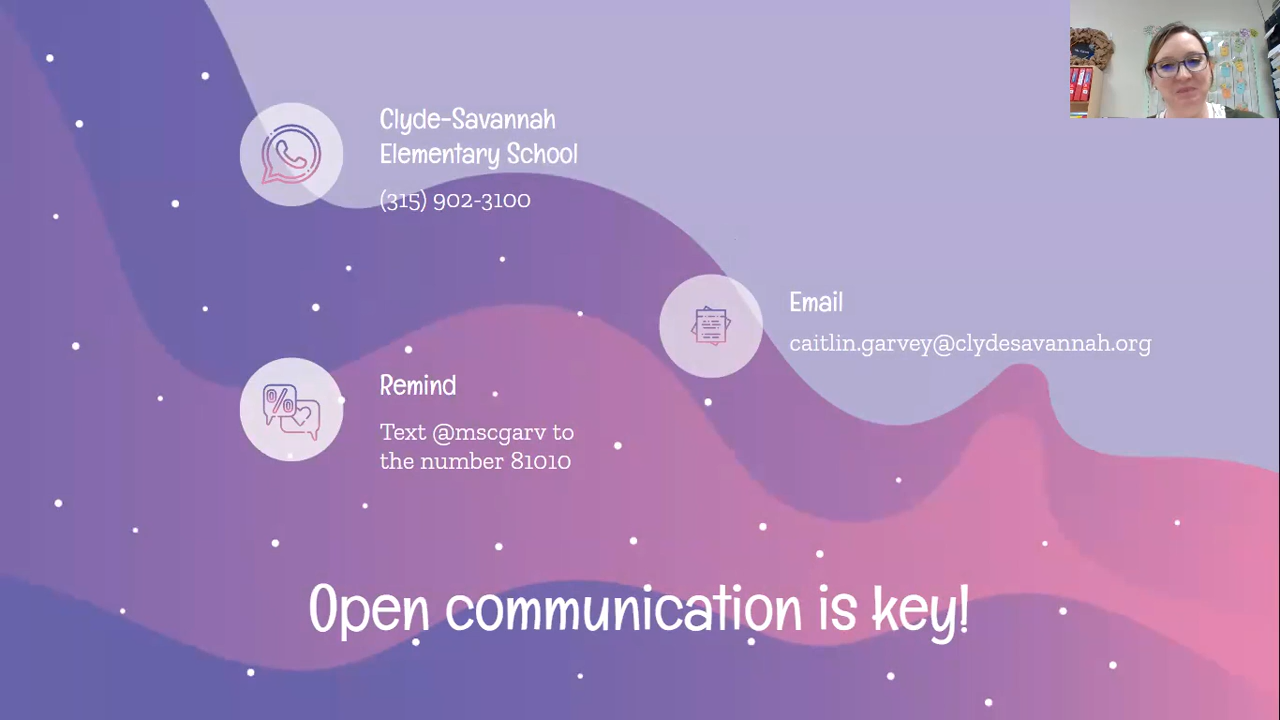 Clyde-Savannah
Elementary School
(315) 902-3100
Email
caitlin.garvey@clydesavannah.org
Remind
Text @mscgarv to
the number 81010
Open communication is key!